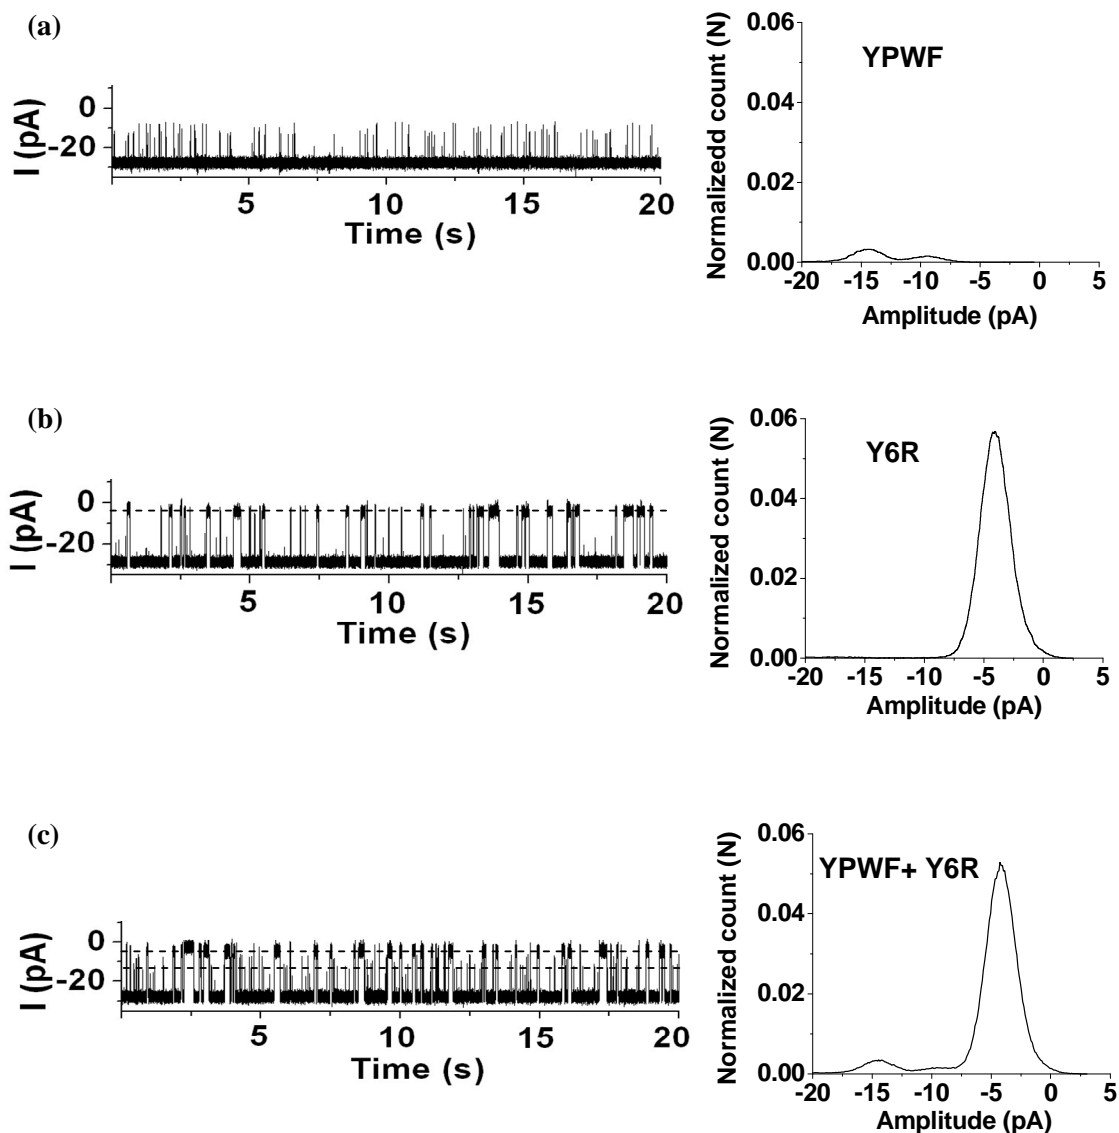 (a)
I (pA)
0
-20
5 10 15 20
Time (s)
Normalizedd count (N)
0.06
0.04
0.02
0.00
YPWF
-20 -15 -10 -5 0 5
Amplitude (pA)
(b)
I (pA)
0
-20
5 10 15 20
Time (s)
Normalized count (N)
0.06
0.04
0.02
0.00
Y6R
-20 -15 -10 -5 0 5
Amplitude (pA)
(c)
I (pA)
0
-20
5 10 15 20
Time (s)
Normalized count (N)
0.06
0.04
0.02
0.00
YPWF+ Y6R
-20 -15 -10 -5 0 5
Amplitude (pA)